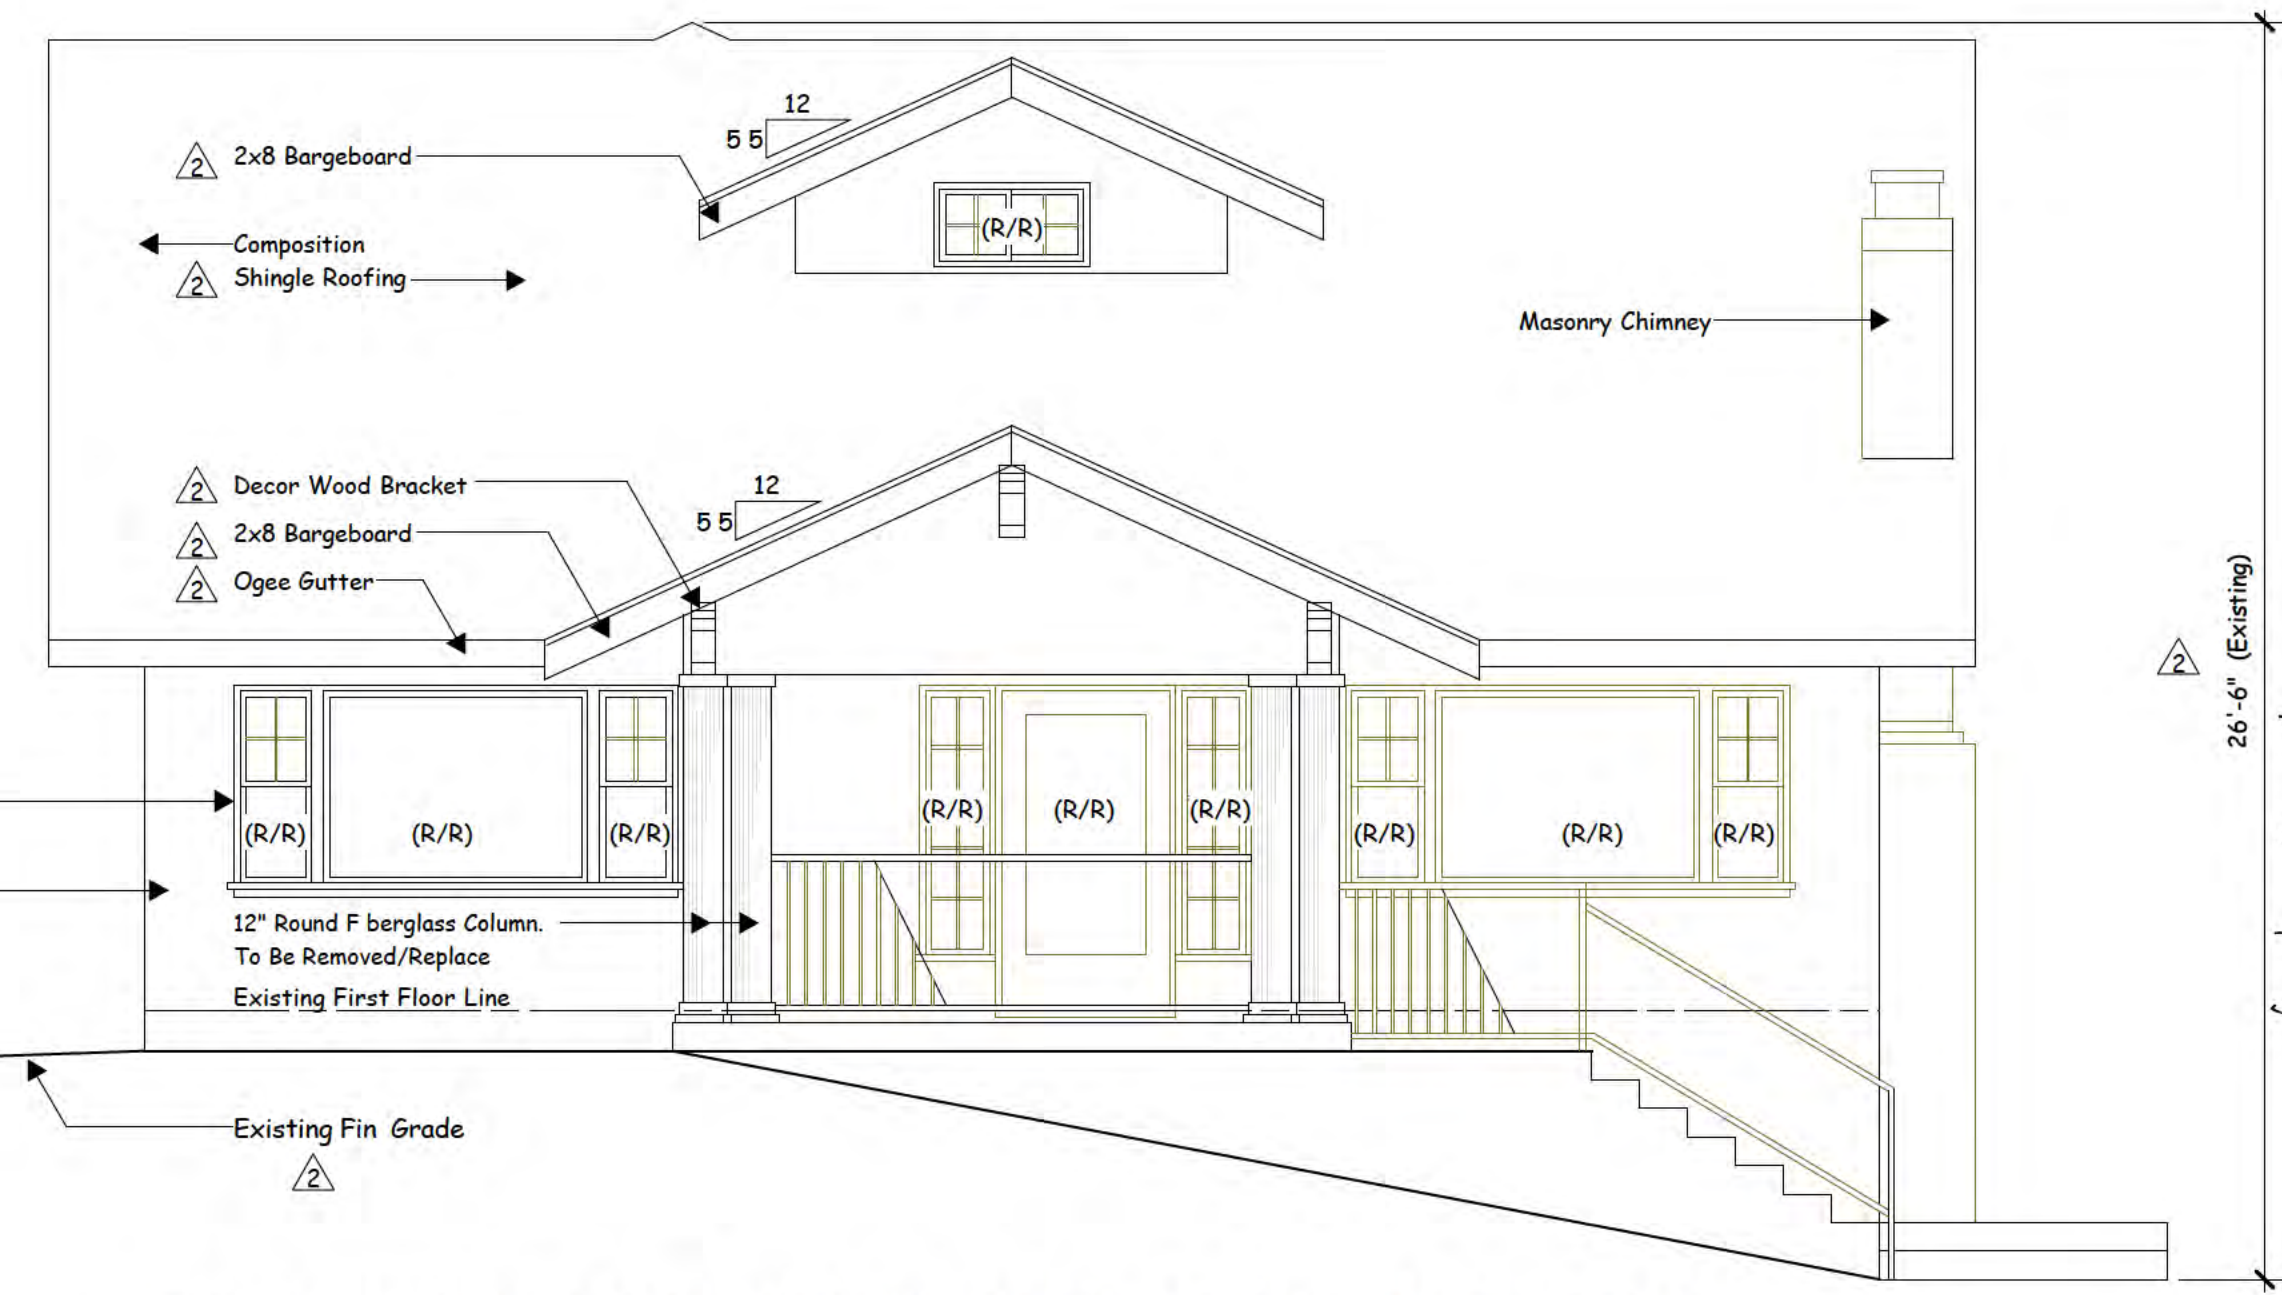 12
5 5
2 2x8 Bargeboard
(R/R)
Composition
2 Shingle Roofing
Masonry Chimney
2 Decor Wood Bracket
12
5 5
2 2x8 Bargeboard
2 Ogee Gutter
26'-6" (Existing)
2
(R/R) (R/R) (R/R)
(R/R) (R/R) (R/R)
(R/R) (R/R) (R/R)
12" Round F berglass Column.
To Be Removed/Replace
Existing First Floor Line
Existing Fin Grade
2